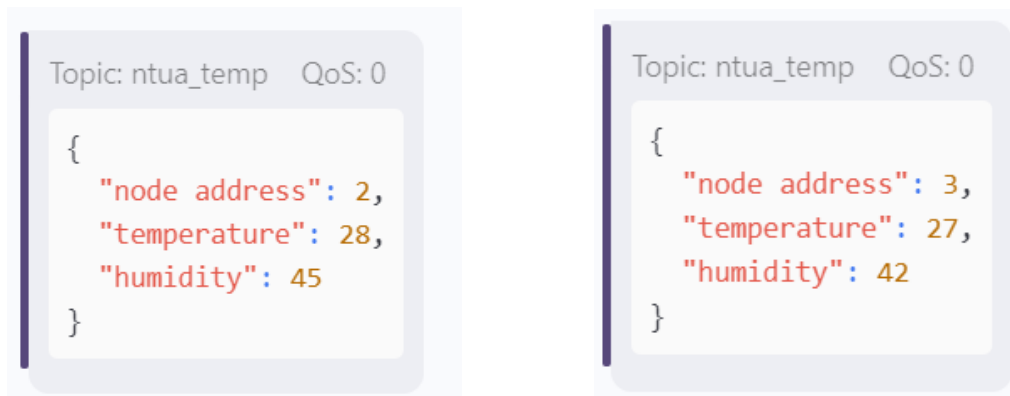 Topic: ntua_temp QoS: 0
{
"node address": 2,
"temperature": 28,
"humidity": 45
}
Topic: ntua_temp QoS: 0
{
"node address": 3,
"temperature": 27,
"humidity": 42
}